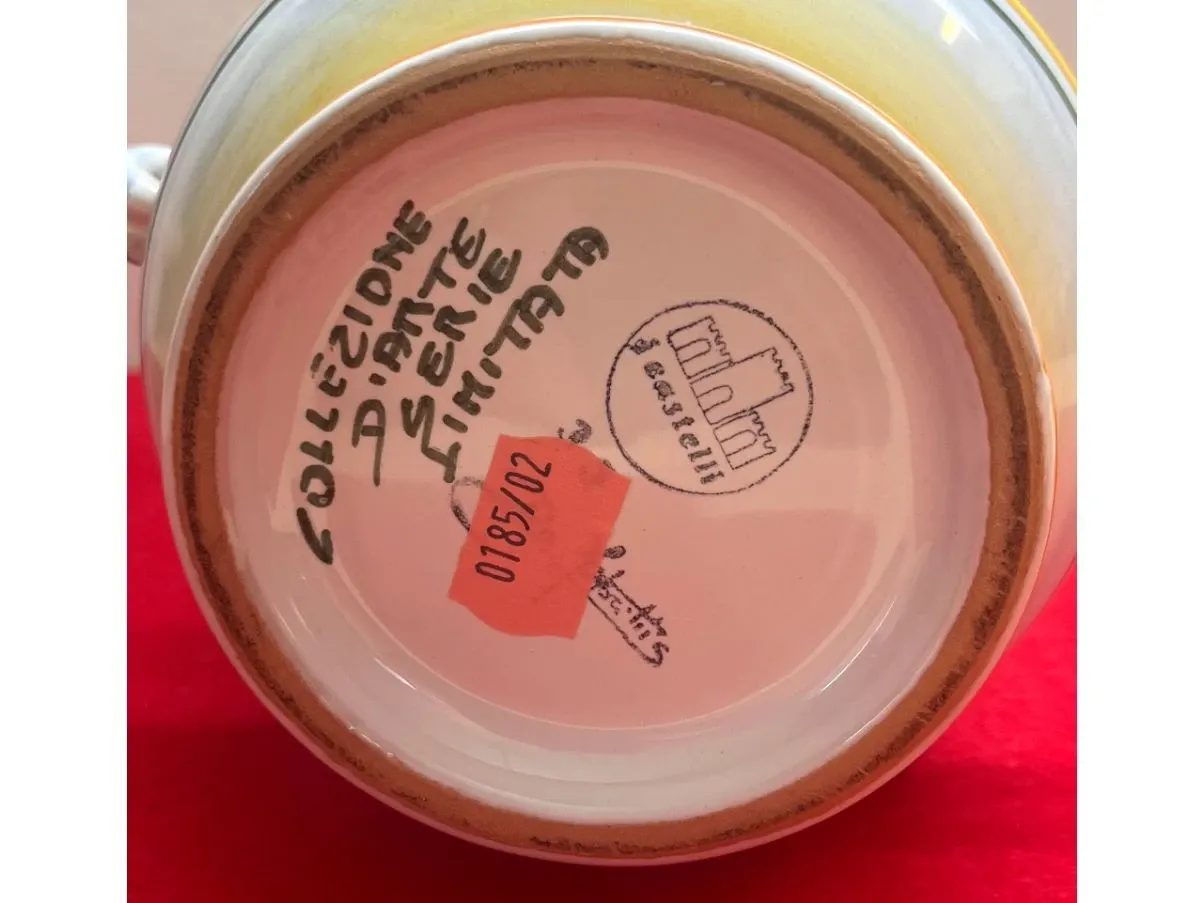 COLLEZIONE
D'ARTE
SERIE
LIMITATA
i castelli
0185/02